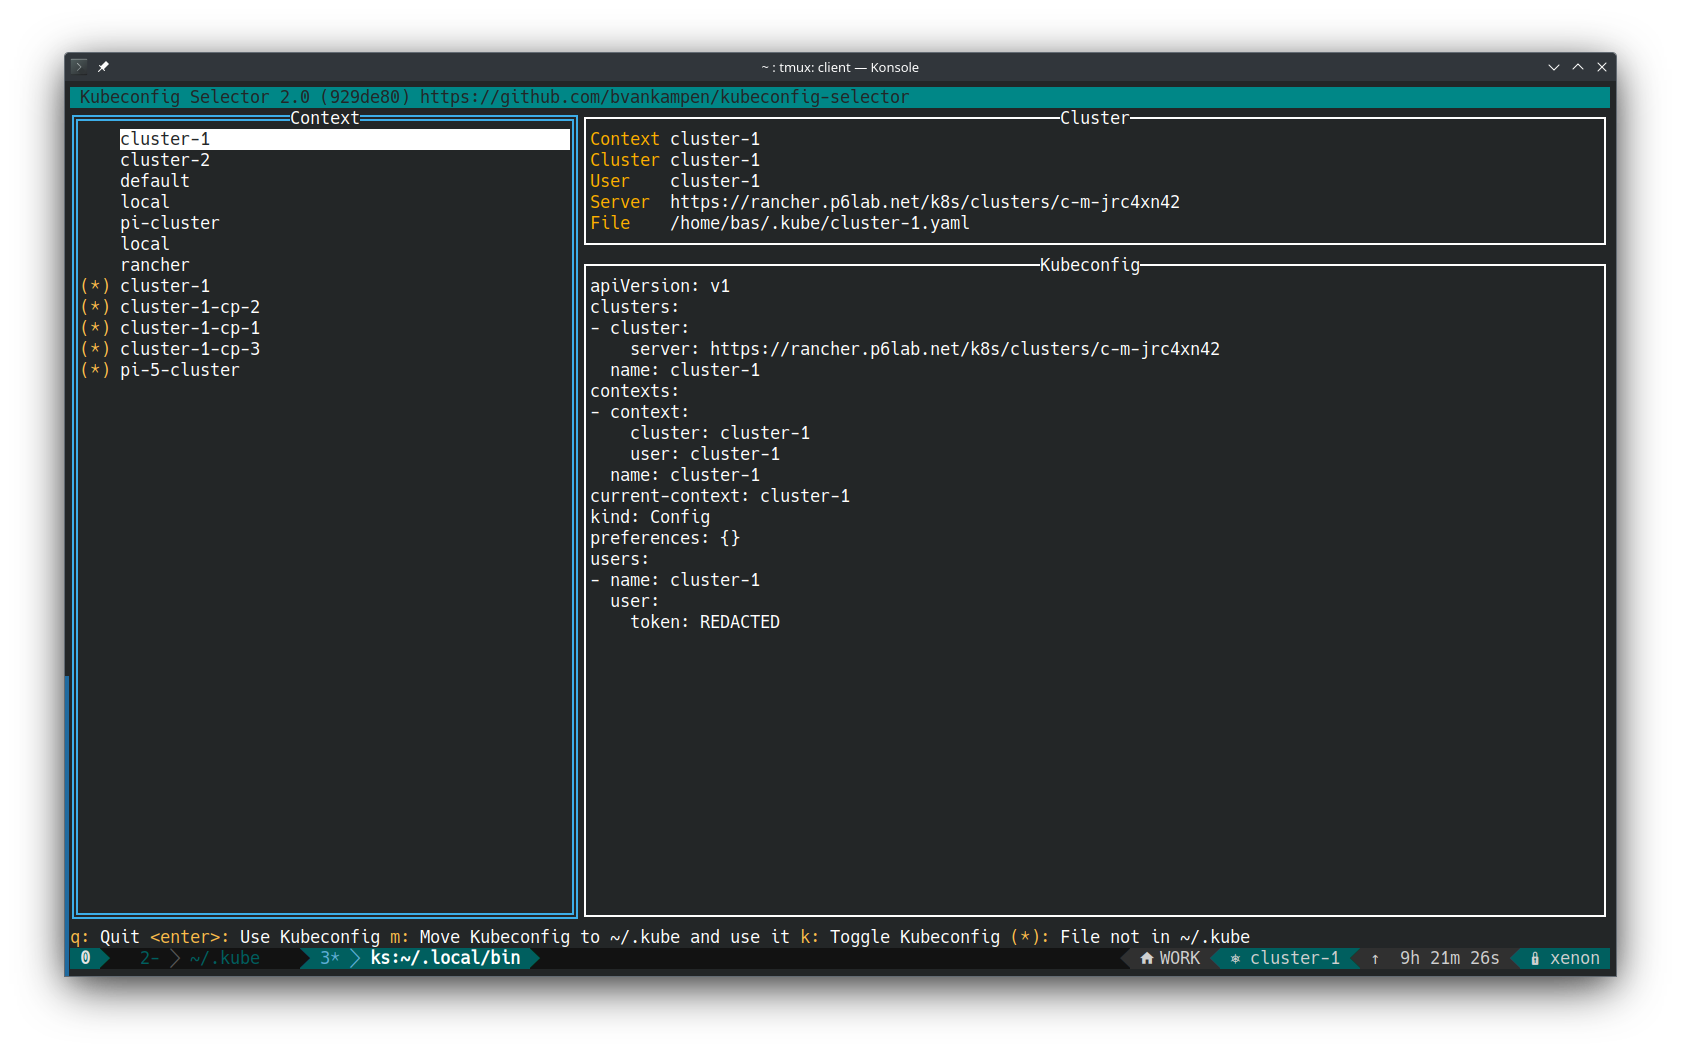 ~ : tmux: client — Konsole
Kubeconfig Selector 2.0 (929de80) https://github.com/bvankampen/kubeconfig-selector
Context
cluster-1
cluster-2
default
local
pi-cluster
local
rancher
(*) cluster-1
(*) cluster-1-cp-2
(*) cluster-1-cp-1
(*) cluster-1-cp-3
(*) pi-5-cluster
Cluster
Context cluster-1
Cluster cluster-1
User cluster-1
Server https://rancher.p6lab.net/k8s/clusters/c-m-jrc4xn42
File /home/bas/.kube/cluster-1.yaml
Kubeconfig
apiVersion: v1
clusters:
- cluster:
    server: https://rancher.p6lab.net/k8s/clusters/c-m-jrc4xn42
  name: cluster-1
contexts:
- context:
    cluster: cluster-1
    user: cluster-1
  name: cluster-1
current-context: cluster-1
kind: Config
preferences: {}
users:
- name: cluster-1
  user:
    token: REDACTED
q: Quit <enter>: Use Kubeconfig m: Move Kubeconfig to ~/.kube and use it k: Toggle Kubeconfig (*): File not in ~/.kube
0 2- ~/.kube 3* ks:~/.local/bin WORK ⎈ cluster-1 ↑ 9h 21m 26s xenon